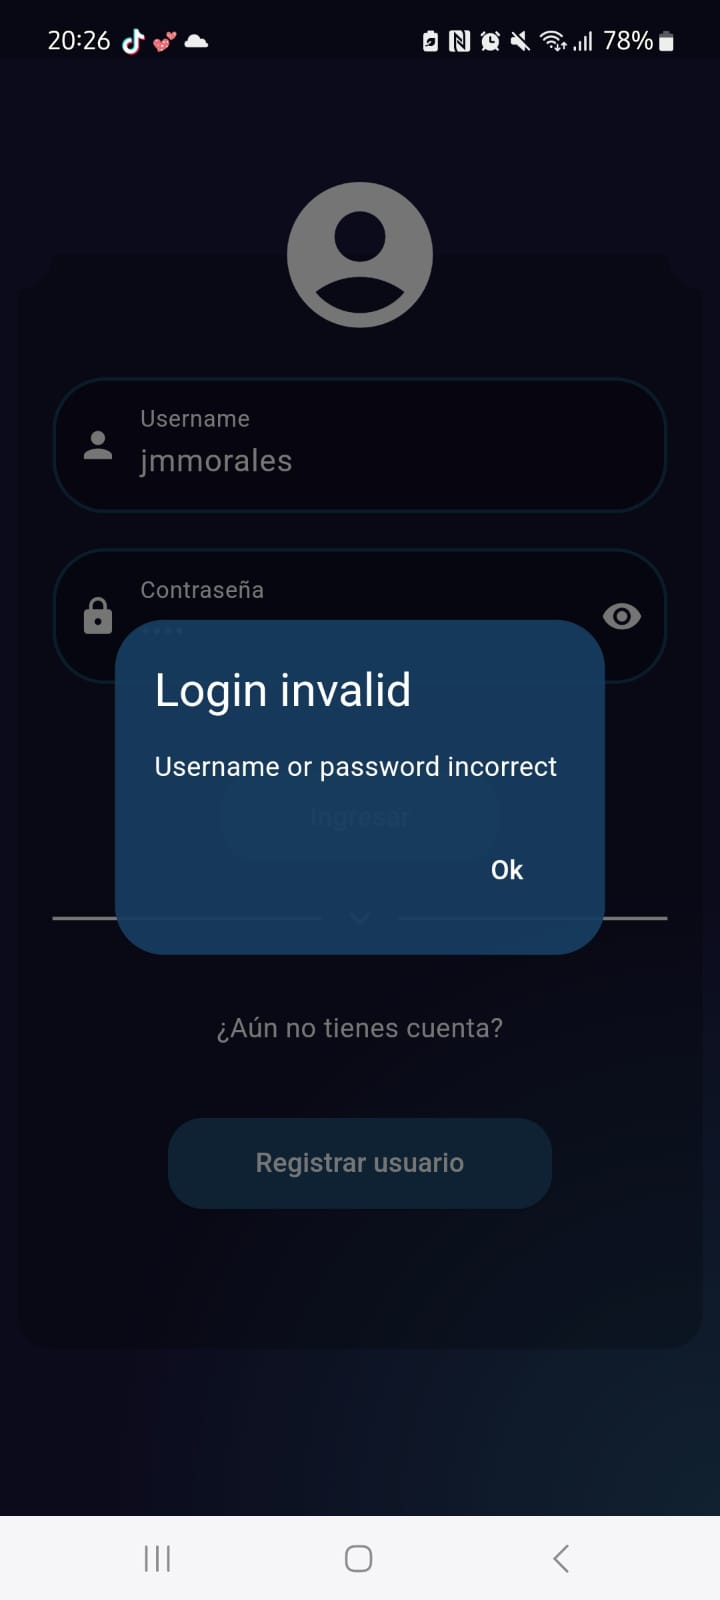 20:26
78%
Username
jmmorales
Contraseña
Login invalid
Username or password incorrect
Ingresar
Ok
¿Aún no tienes cuenta?
Registrar usuario